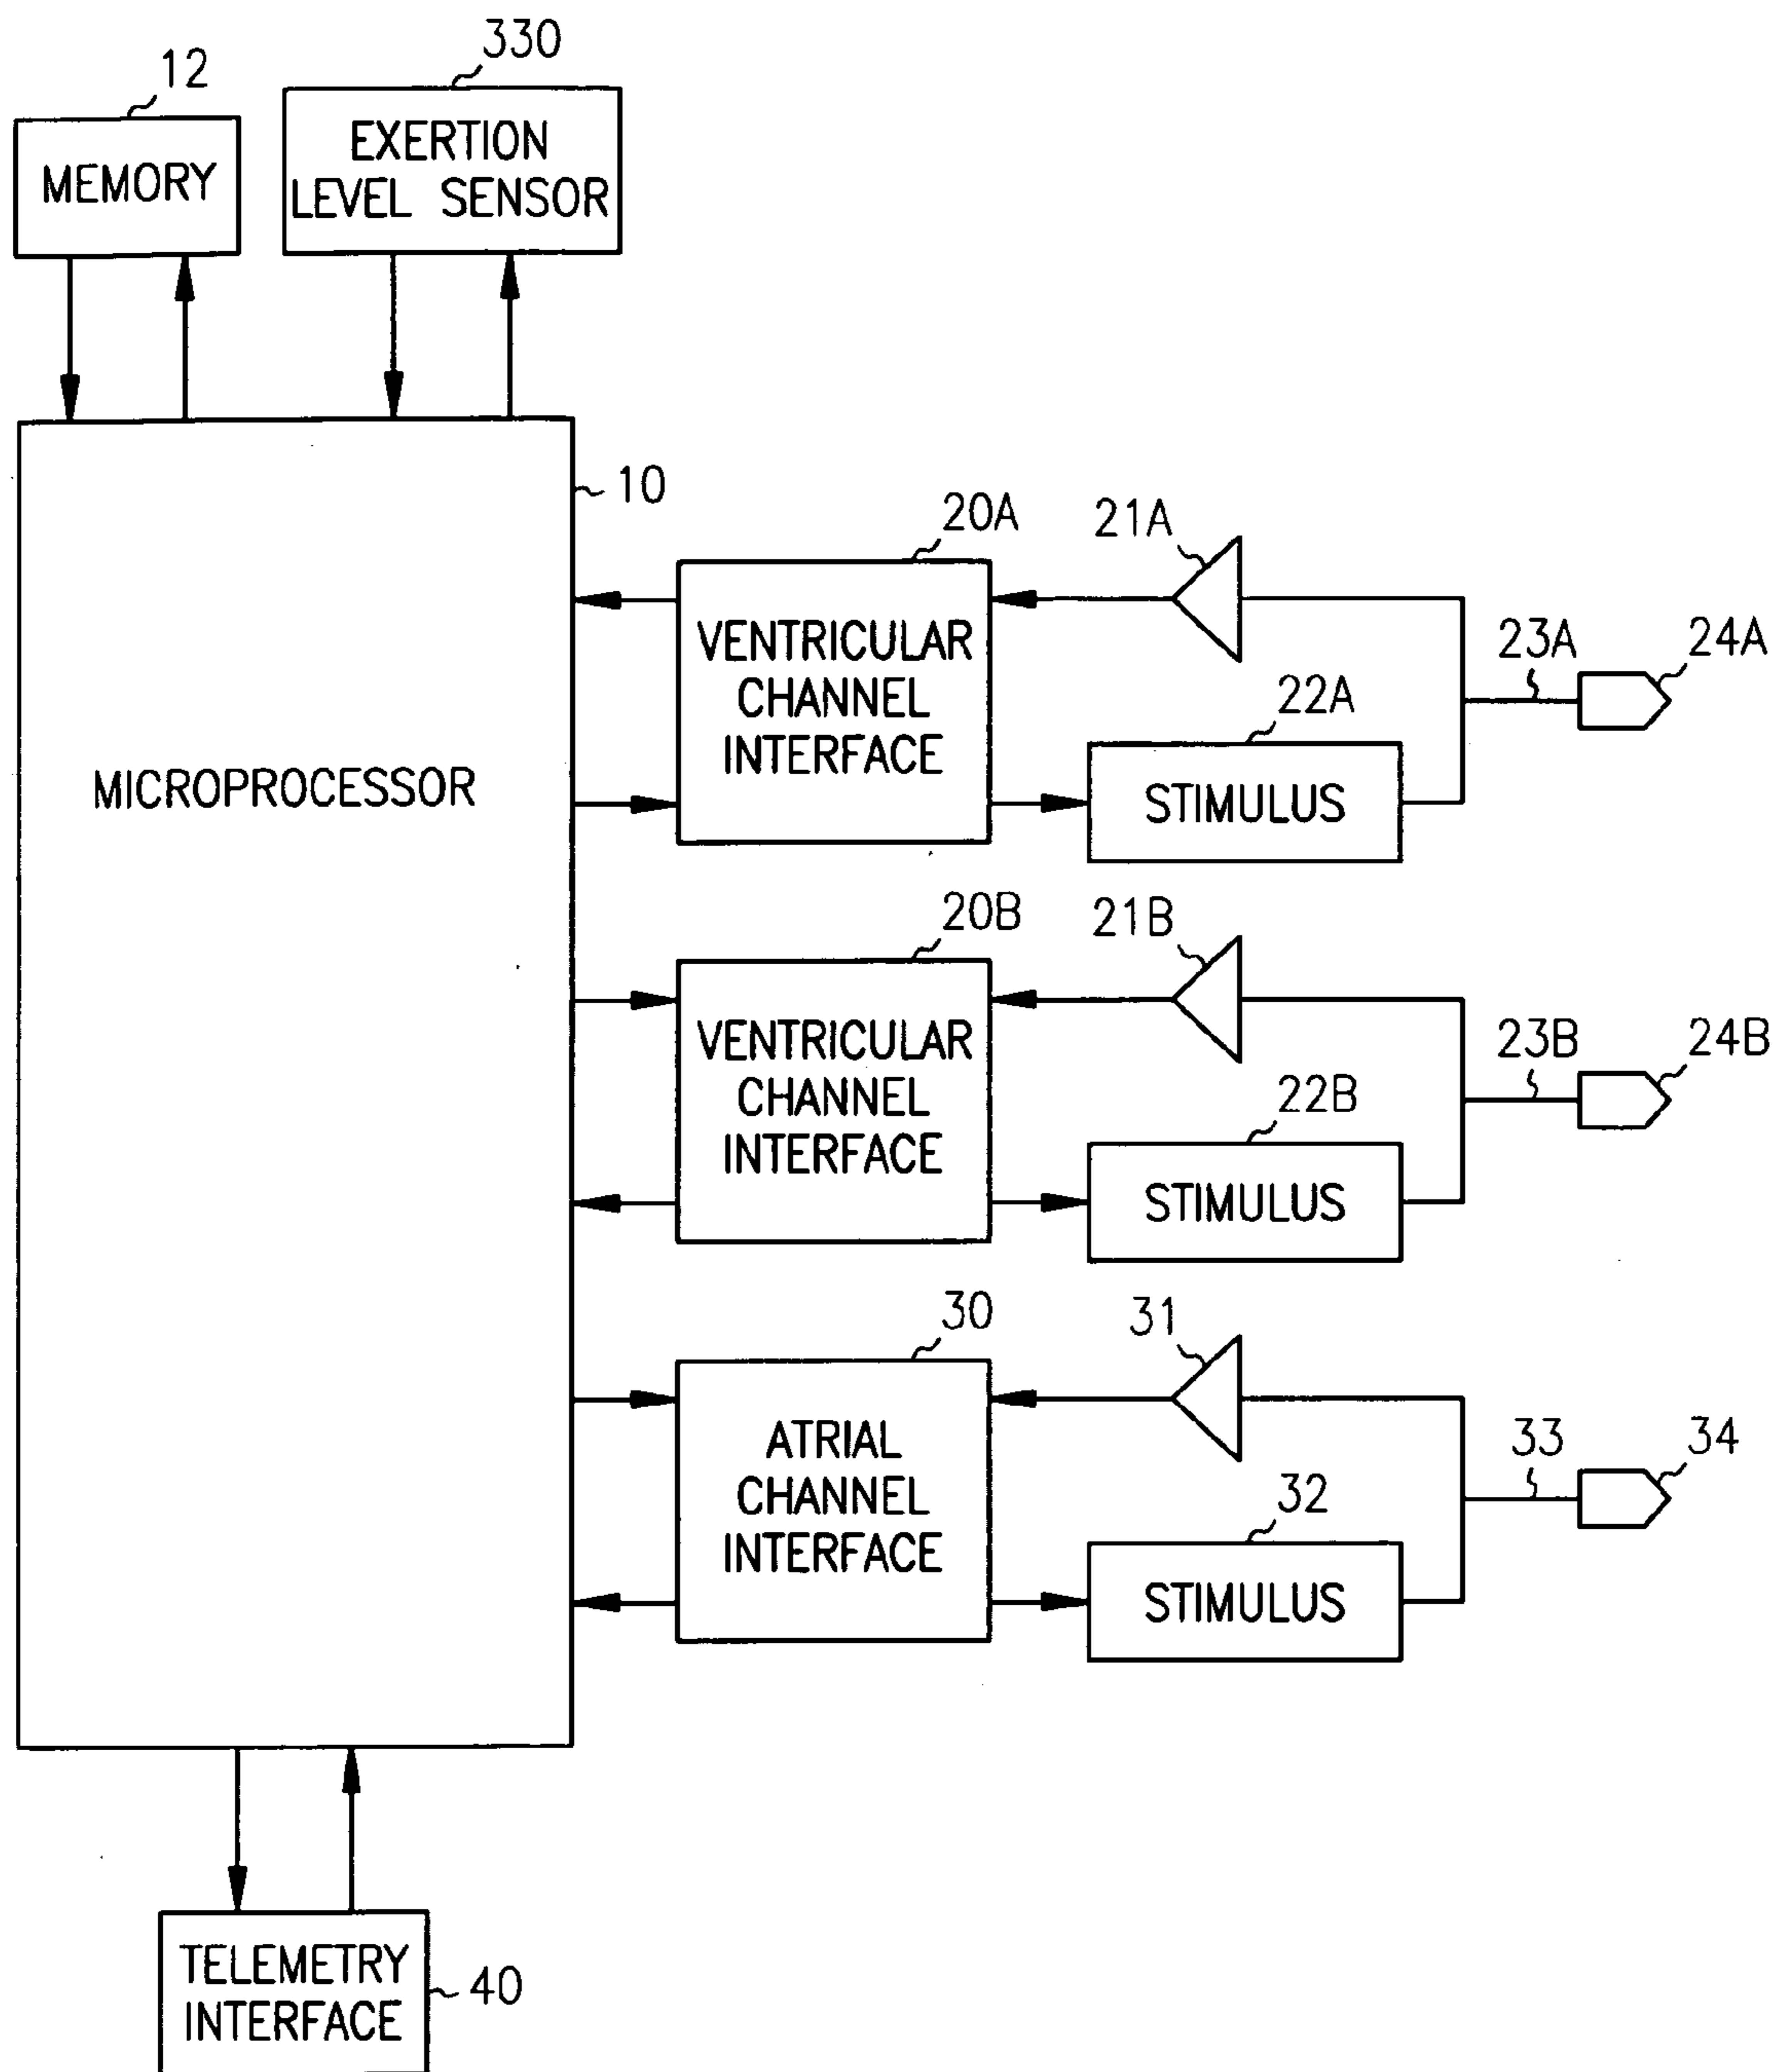 330
12
EXERTION
LEVEL SENSOR
MEMORY
10
MICROPROCESSOR
20A
21A
VENTRICULAR
CHANNEL
INTERFACE
22A
STIMULUS
23A
24A
20B
21B
VENTRICULAR
CHANNEL
INTERFACE
22B
STIMULUS
23B
24B
30
31
ATRIAL
CHANNEL
INTERFACE
32
STIMULUS
33
34
TELEMETRY
INTERFACE
40